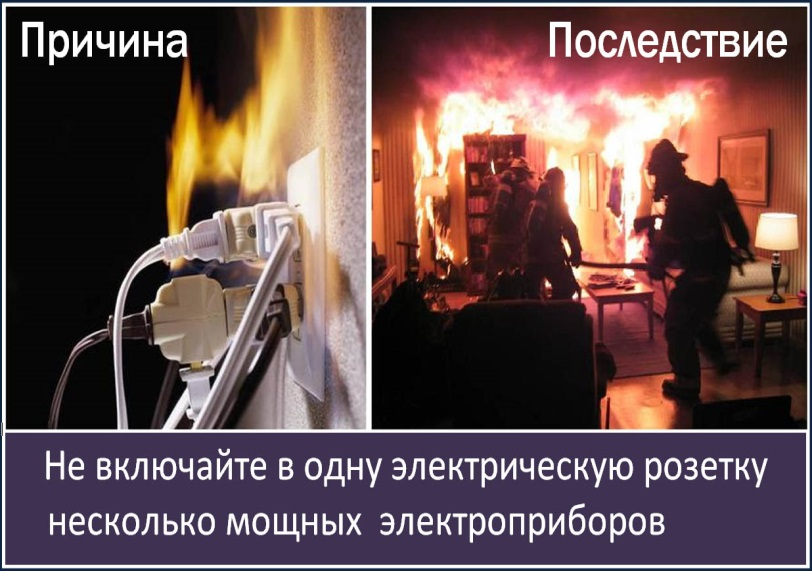 Причина
Последствие
Не включайте в одну электрическую розетку
несколько мощных электроприборов